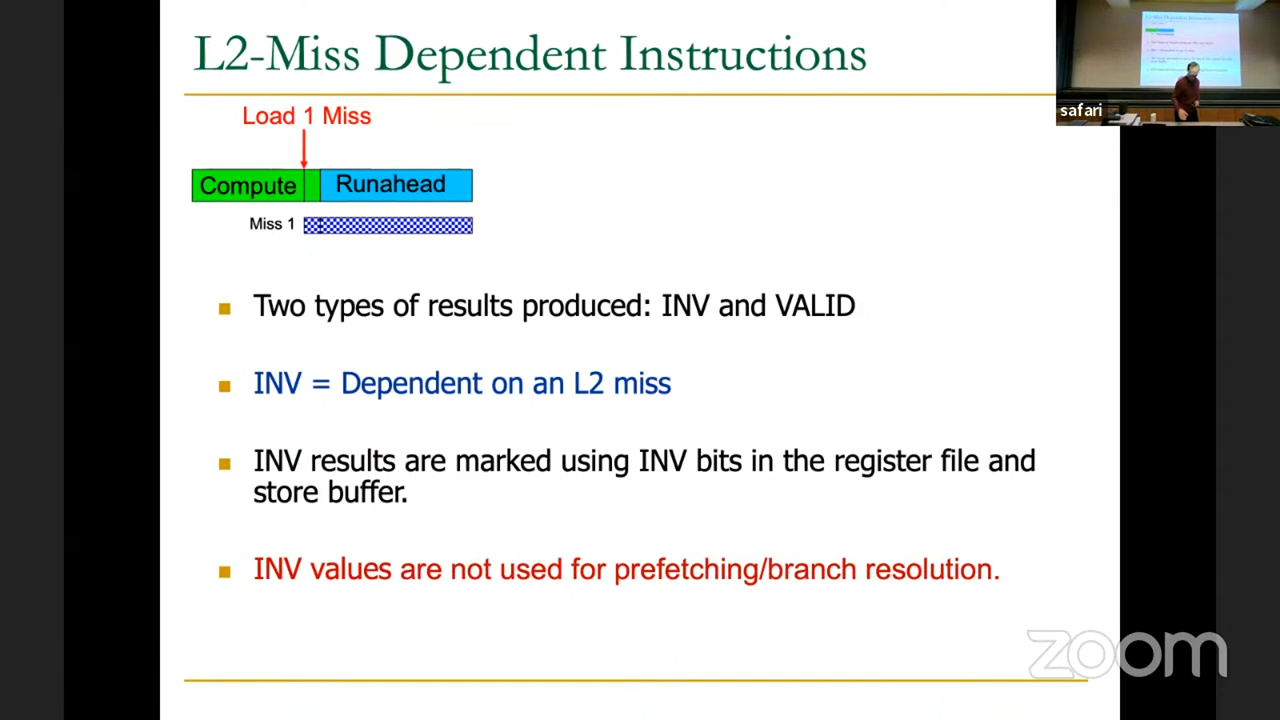 L2-Miss Dependent Instructions
safari
Load 1 Miss
Compute
Runahead
Miss 1
Two types of results produced: INV and VALID
INV = Dependent on an L2 miss
INV results are marked using INV bits in the register file and
store buffer.
INV values are not used for prefetching/branch resolution.
zoom